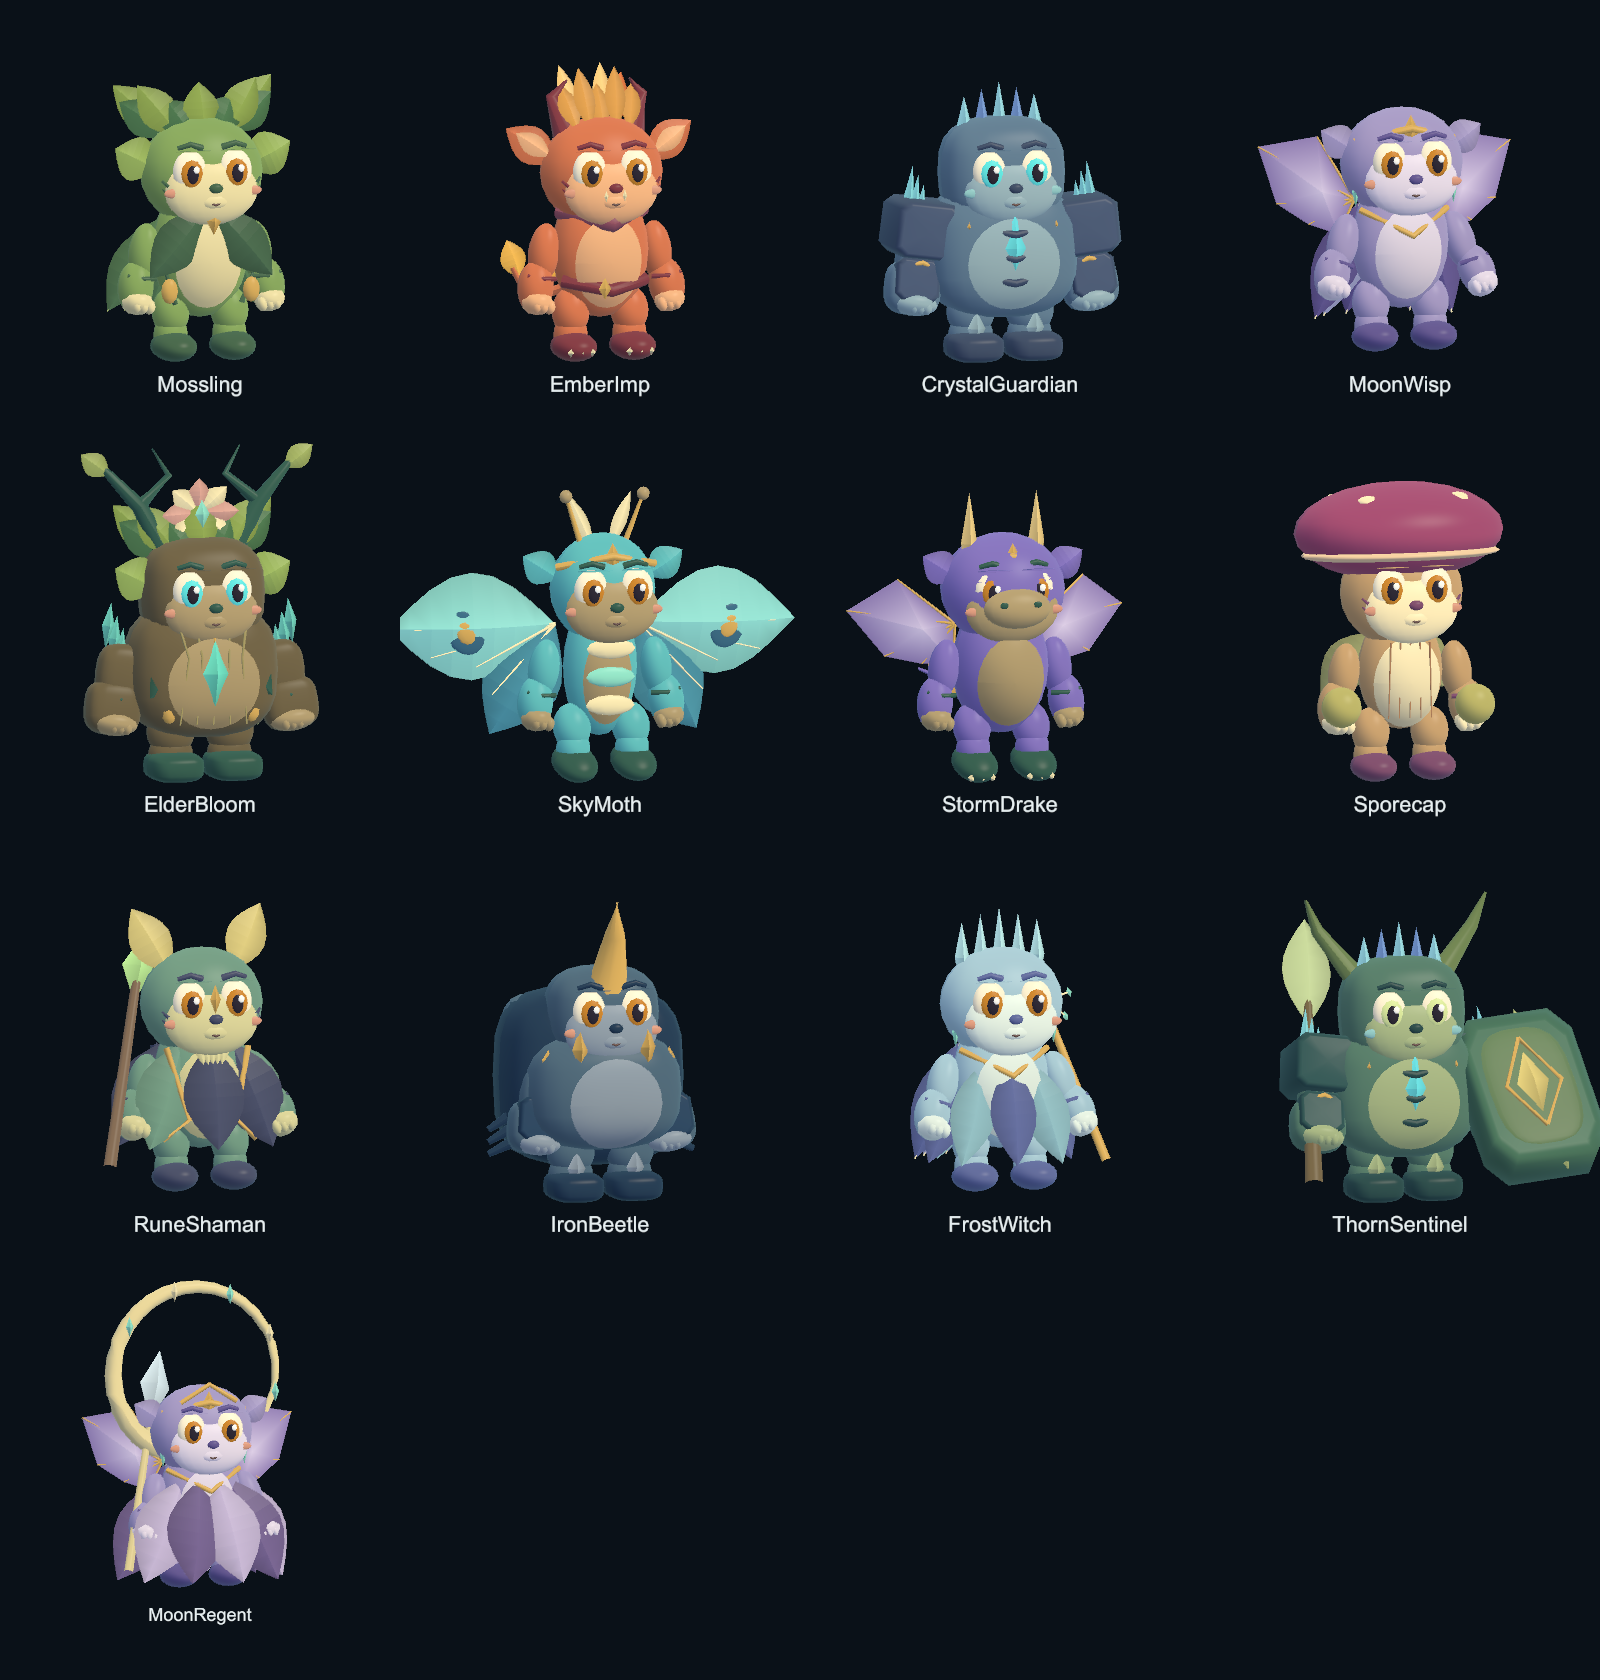 Mossling
EmberImp
CrystalGuardian
MoonWisp
ElderBloom
SkyMoth
StormDrake
Sporecap
RuneShaman
IronBeetle
FrostWitch
ThornSentinel
MoonRegent